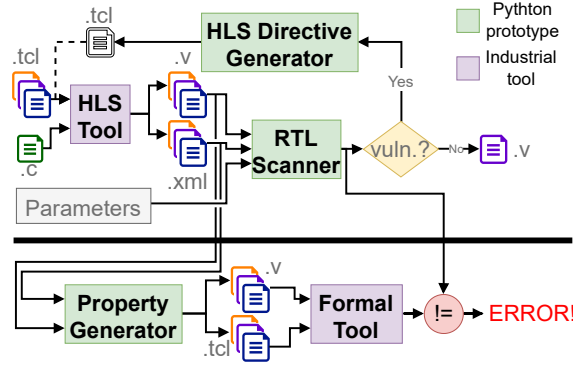 .tcl
HLS Directive
Generator
Pythton
prototype
Industrial
tool
.tcl
.v
Yes
HLS
Tool
RTL
Scanner
vuln.?
No
.v
.c
.xml
Parameters
.v
Property
Generator
Formal
Tool
!=
ERROR!
.tcl